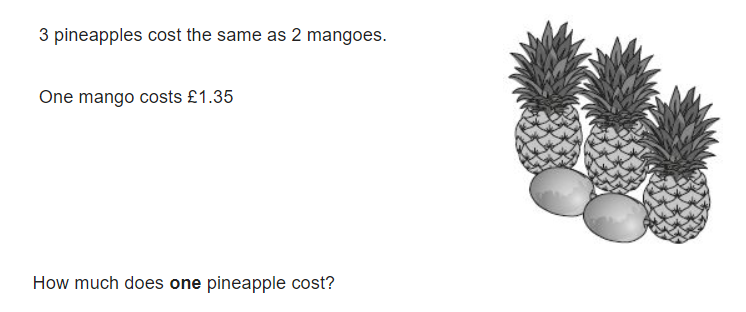 3 pineapples cost the same as 2 mangoes.
One mango costs £1.35
How much does one pineapple cost?